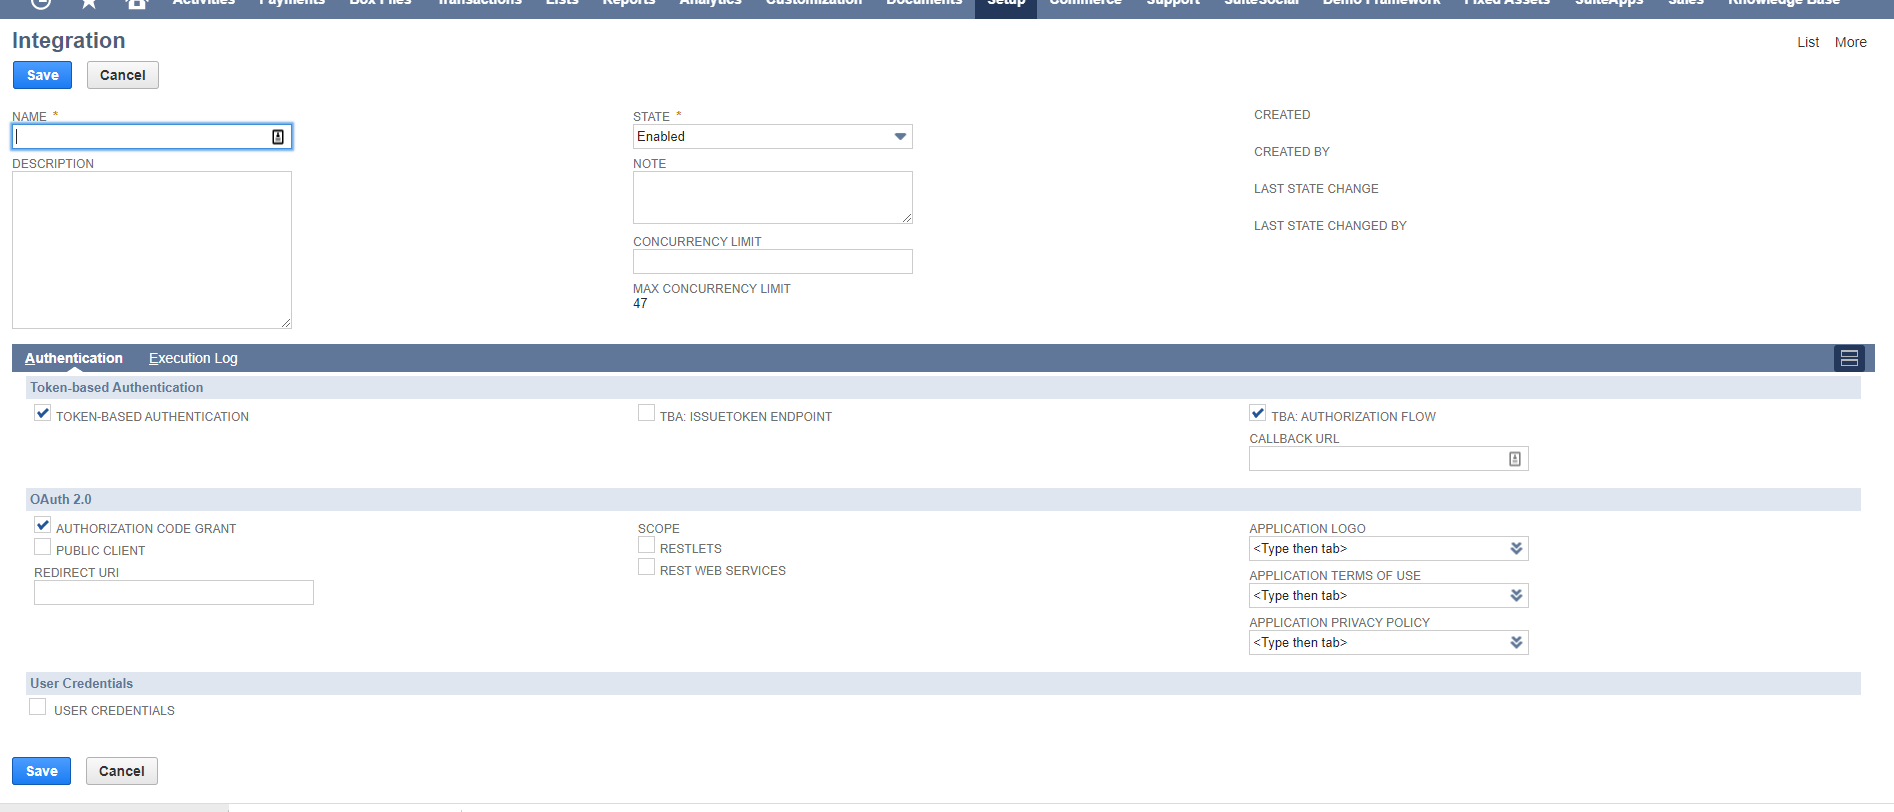 Activities Payments Box Files Transactions Lists Reports Analytics Customization Documents Setup Commerce Support SuiteSocial Demo Framework Fixed Assets SuiteApps Sales Knowledge Base
Integration
List More
Save Cancel
NAME *
DESCRIPTION
STATE *
Enabled
NOTE
CONCURRENCY LIMIT
MAX CONCURRENCY LIMIT
47
CREATED
CREATED BY
LAST STATE CHANGE
LAST STATE CHANGED BY
Authentication Execution Log
Token-based Authentication
TOKEN-BASED AUTHENTICATION
TBA: ISSUETOKEN ENDPOINT
TBA: AUTHORIZATION FLOW
CALLBACK URL
OAuth 2.0
AUTHORIZATION CODE GRANT
PUBLIC CLIENT
REDIRECT URI
SCOPE
RESTLETS
REST WEB SERVICES
APPLICATION LOGO
<Type then tab>
APPLICATION TERMS OF USE
<Type then tab>
APPLICATION PRIVACY POLICY
<Type then tab>
User Credentials
USER CREDENTIALS
Save Cancel